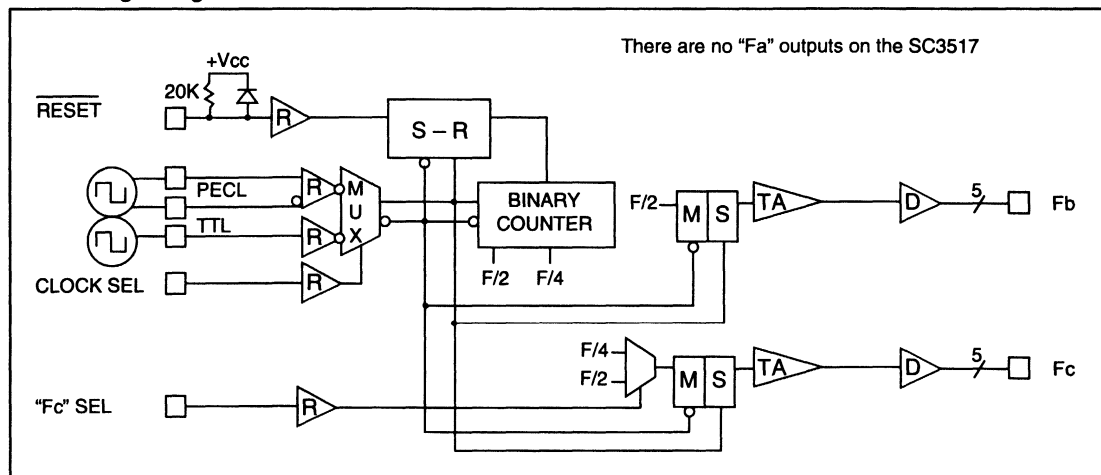 There are no “Fa” outputs on the SC3517
+Vcc
20K
RESET
R
S – R
PECL
R
MUX
TTL
R
CLOCK SEL
R
BINARY
COUNTER
F/2
F/4
F/2
M
S
TA
D
5
Fb
F/4
F/2
M
S
TA
D
5
Fc
“Fc” SEL
R